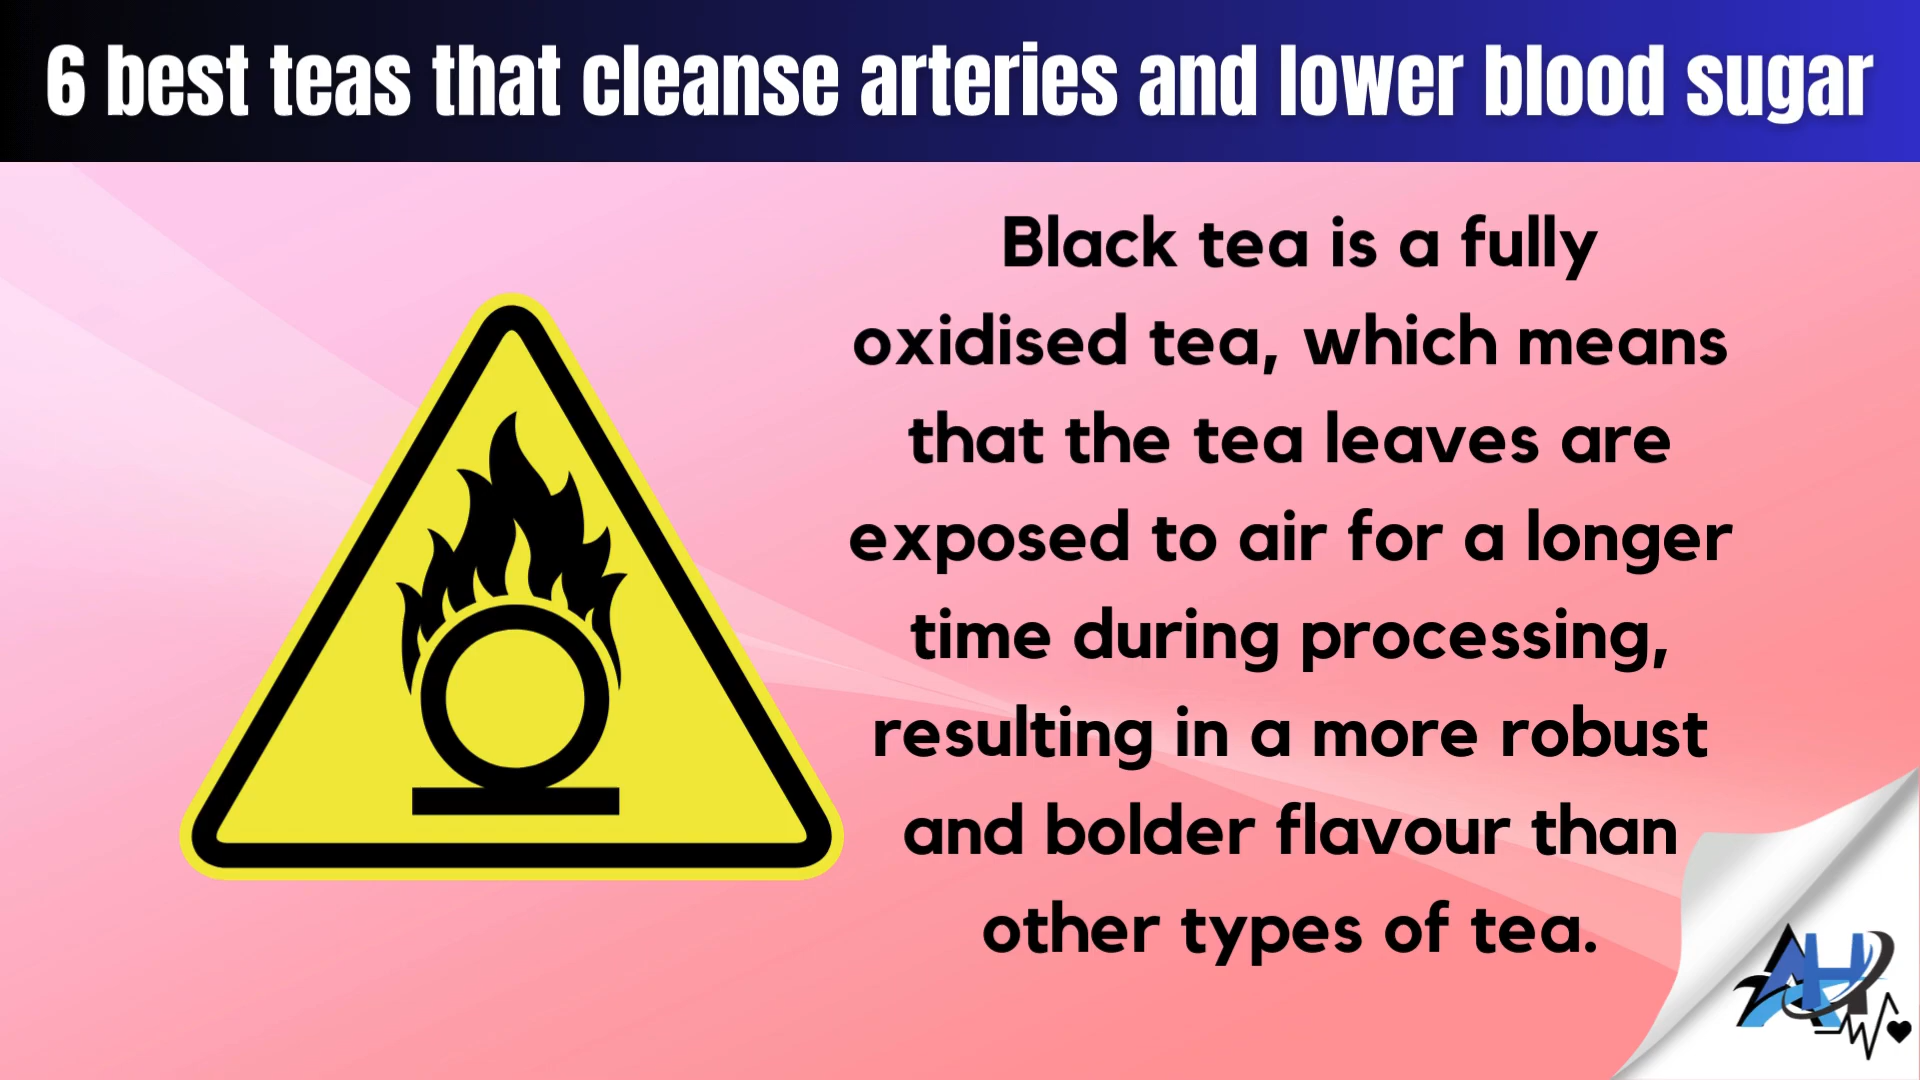 6 best teas that cleanse arteries and lower blood sugar
Black tea is a fully
oxidised tea, which means
that the tea leaves are
exposed to air for a longer
time during processing,
resulting in a more robust
and bolder flavour than
other types of tea.
AH